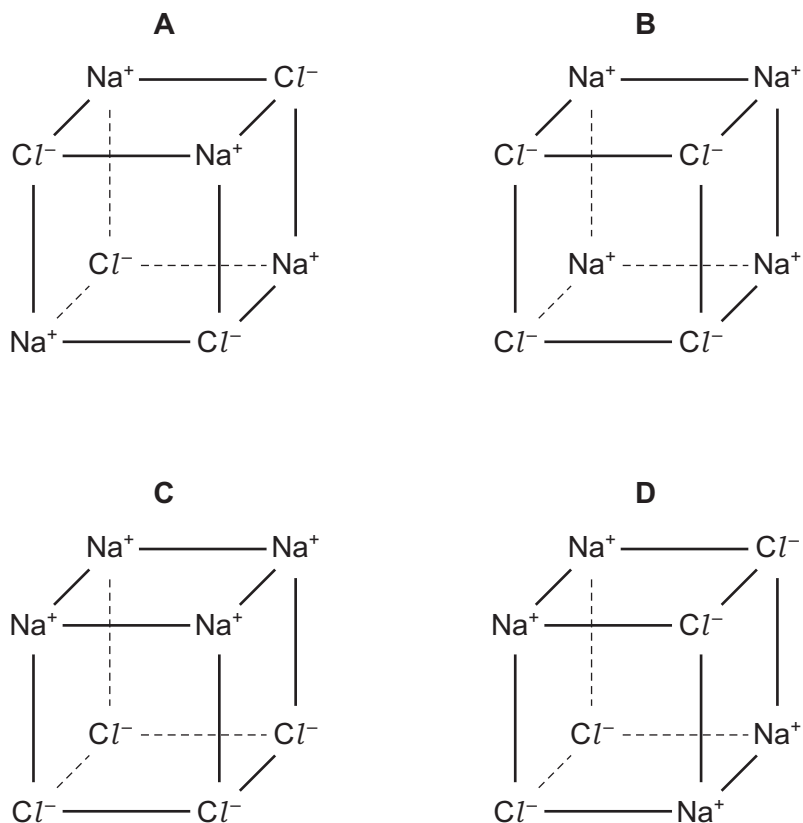 A B
Na⁺ Cl⁻ Na⁺ Na⁺
Cl⁻ Na⁺ Cl⁻ Cl⁻
Cl⁻ Na⁺ Na⁺ Na⁺
Na⁺ Cl⁻ Cl⁻ Cl⁻
C D
Na⁺ Na⁺ Na⁺ Cl⁻
Na⁺ Na⁺ Na⁺ Cl⁻
Cl⁻ Cl⁻ Cl⁻ Na⁺
Cl⁻ Cl⁻ Cl⁻ Na⁺